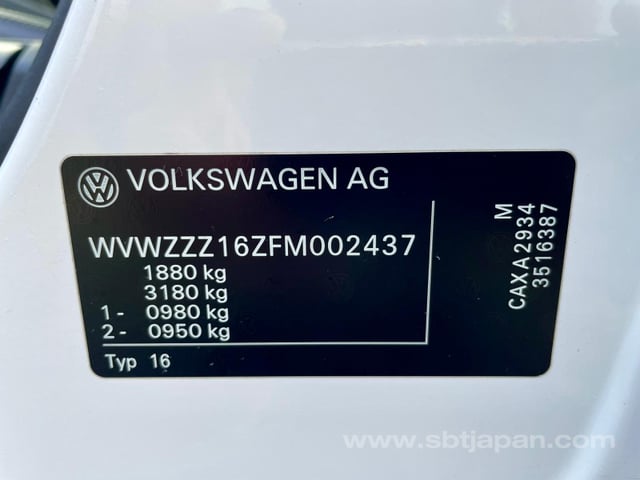 VOLKSWAGEN AG
WVWZZZ16ZFM002437
1880 kg
3180 kg
1 - 0980 kg
2 - 0950 kg
Typ 16
M
CAXA2934
3516387
www.sbtjapan.com